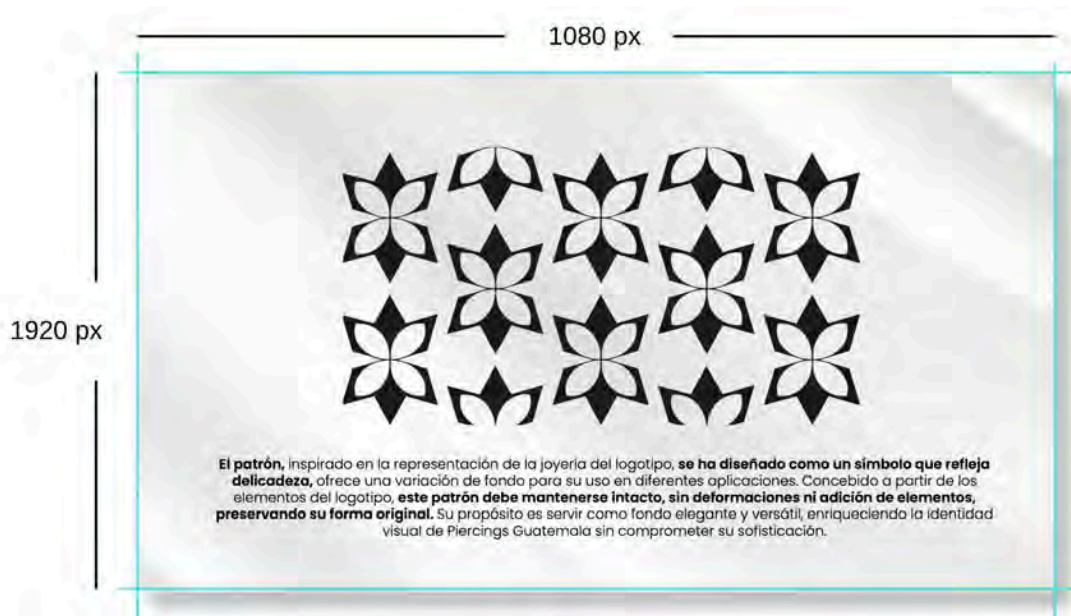 1080 px
1920 px
El patrón, inspirado en la representación de la joyería del logotipo, se ha diseñado como un símbolo que refleja
delicadeza, ofrece una variación de fondo para su uso en diferentes aplicaciones. Concebido a partir de los
elementos del logotipo, este patrón debe mantenerse intacto, sin deformaciones ni adición de elementos,
preservando su forma original. Su propósito es servir como fondo elegante y versátil, enriqueciendo la identidad
visual de Piercings Guatemala sin comprometer su sofisticación.